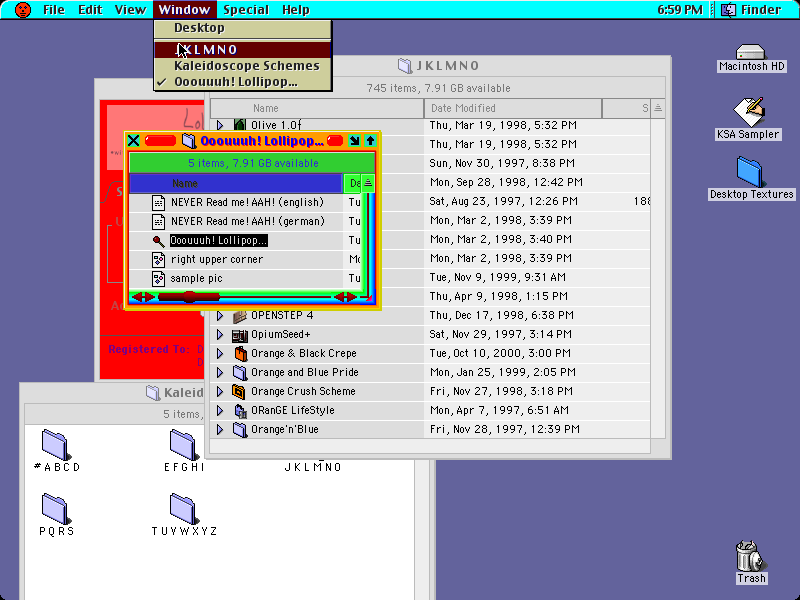 File Edit View Window Special Help 6:59 PM Finder
Desktop
JKLMNO
Kaleidoscope Schemes
Ooouuuh! Lollipop...
JKLMNO
745 items, 7.91 GB available
Name Date Modified S
Olive 1.0f Thu, Mar 19, 1998, 5:32 PM
Thu, Mar 19, 1998, 5:32 PM
Sun, Nov 30, 1997, 8:38 PM
Mon, Sep 28, 1998, 12:42 PM
Sat, Aug 23, 1997, 12:26 PM
Mon, Mar 2, 1998, 3:39 PM
Mon, Mar 2, 1998, 3:40 PM
Mon, Mar 2, 1998, 3:39 PM
Tue, Nov 9, 1999, 9:31 AM
Thu, Apr 9, 1998, 1:15 PM
OPENSTEP 4 Thu, Dec 17, 1998, 6:38 PM
OpiumSeed+ Sat, Nov 29, 1997, 3:14 PM
Orange & Black Crepe Tue, Oct 10, 2000, 3:00 PM
Orange and Blue Pride Mon, Jan 25, 1999, 2:05 PM
Orange Crush Scheme Fri, Nov 27, 1998, 3:18 PM
ORanGE LifeStyle Mon, Apr 7, 1997, 6:51 AM
Orange'n'Blue Fri, Nov 28, 1997, 12:39 PM
Ooouuuh! Lollipop...
5 items, 7.91 GB available
Name Da
NEVER Read me! AAH! (english) Tu
NEVER Read me! AAH! (german) Tu
Ooouuuh! Lollipop... Tu
right upper corner Mo
sample pic Tu
Registered To:
Kaleid
5 items,
#ABCD EFGHI JKLMNO
PQRS TUVWXYZ
Macintosh HD
KSA Sampler
Desktop Textures
Trash